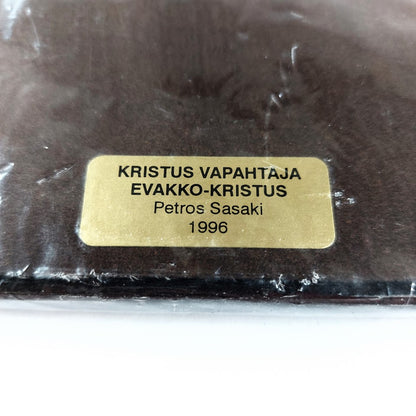 KRISTUS VAPAHTAJA
EVAKKO-KRISTUS
Petros Sasaki
1996